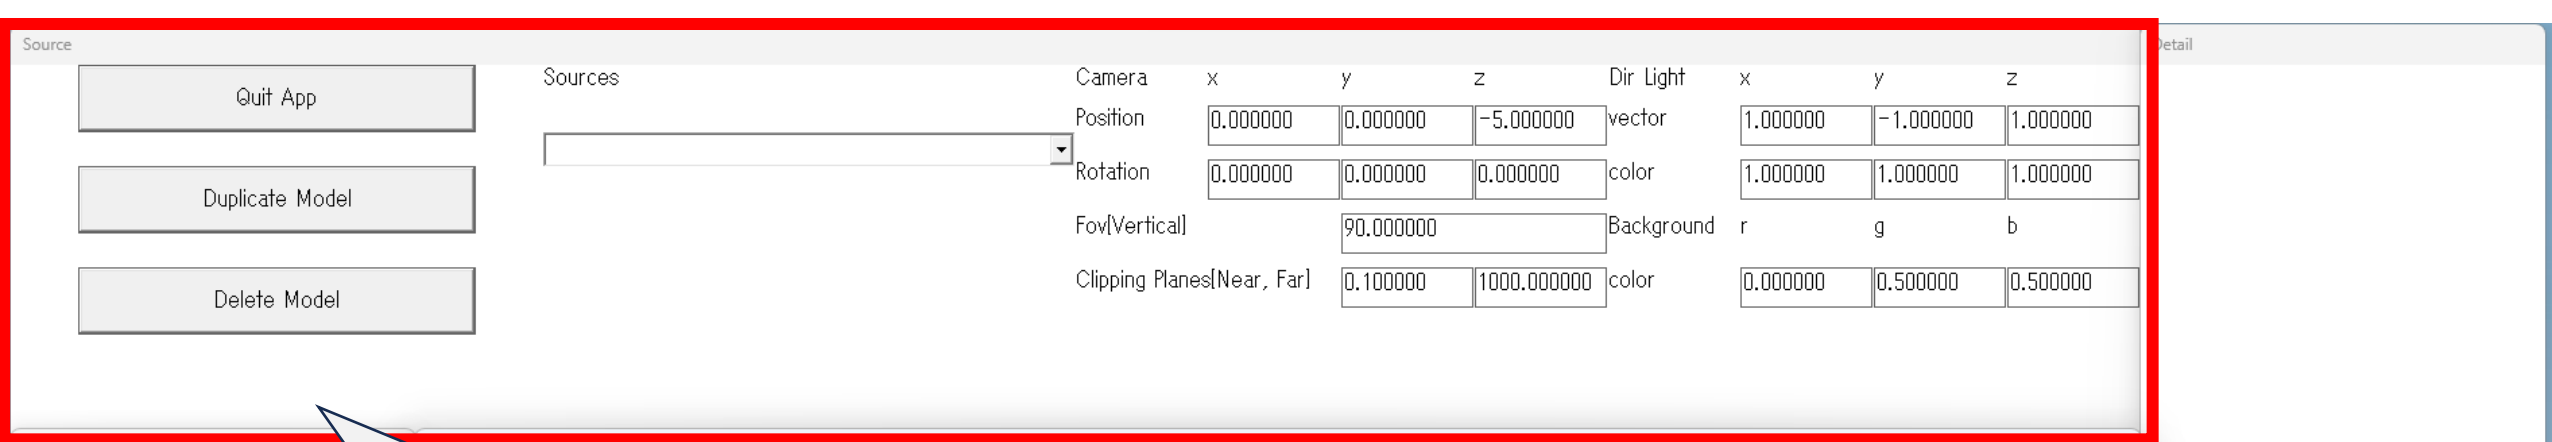 Source
Detail
Quit App
Duplicate Model
Delete Model
Sources
Camera x y z Dir Light x y z
Position 0.000000 0.000000 -5.000000 vector 1.000000 -1.000000 1.000000
Rotation 0.000000 0.000000 0.000000 color 1.000000 1.000000 1.000000
Fov[Vertical] 90.000000 Background r g b
Clipping Planes[Near, Far] 0.100000 1000.000000 color 0.000000 0.500000 0.500000